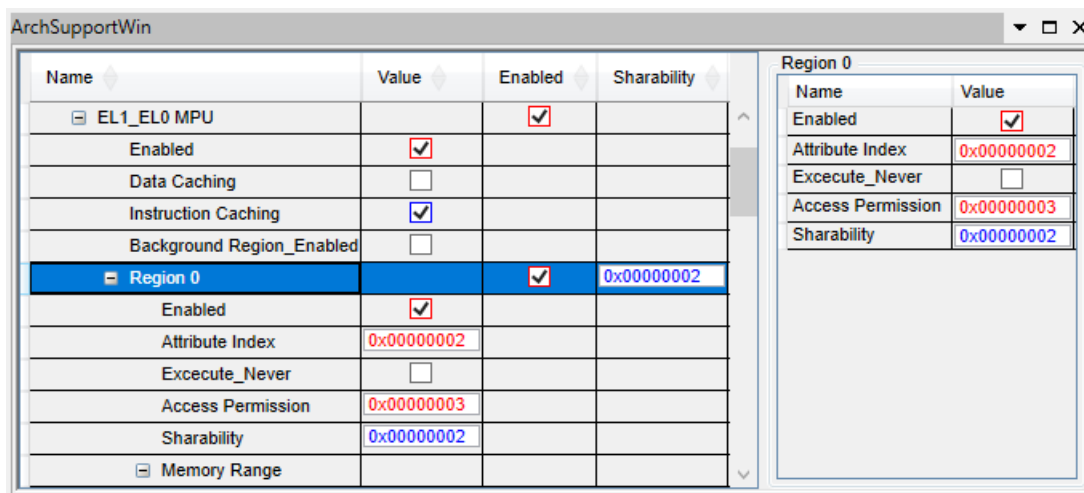 ArchSupportWin
Name Value Enabled Sharability
EL1_EL0 MPU
Enabled
Data Caching
Instruction Caching
Background Region_Enabled
Region 0 0x00000002
Enabled
Attribute Index 0x00000002
Excecute_Never
Access Permission 0x00000003
Sharability 0x00000002
Memory Range
Region 0
Name Value
Enabled
Attribute Index 0x00000002
Excecute_Never
Access Permission 0x00000003
Sharability 0x00000002